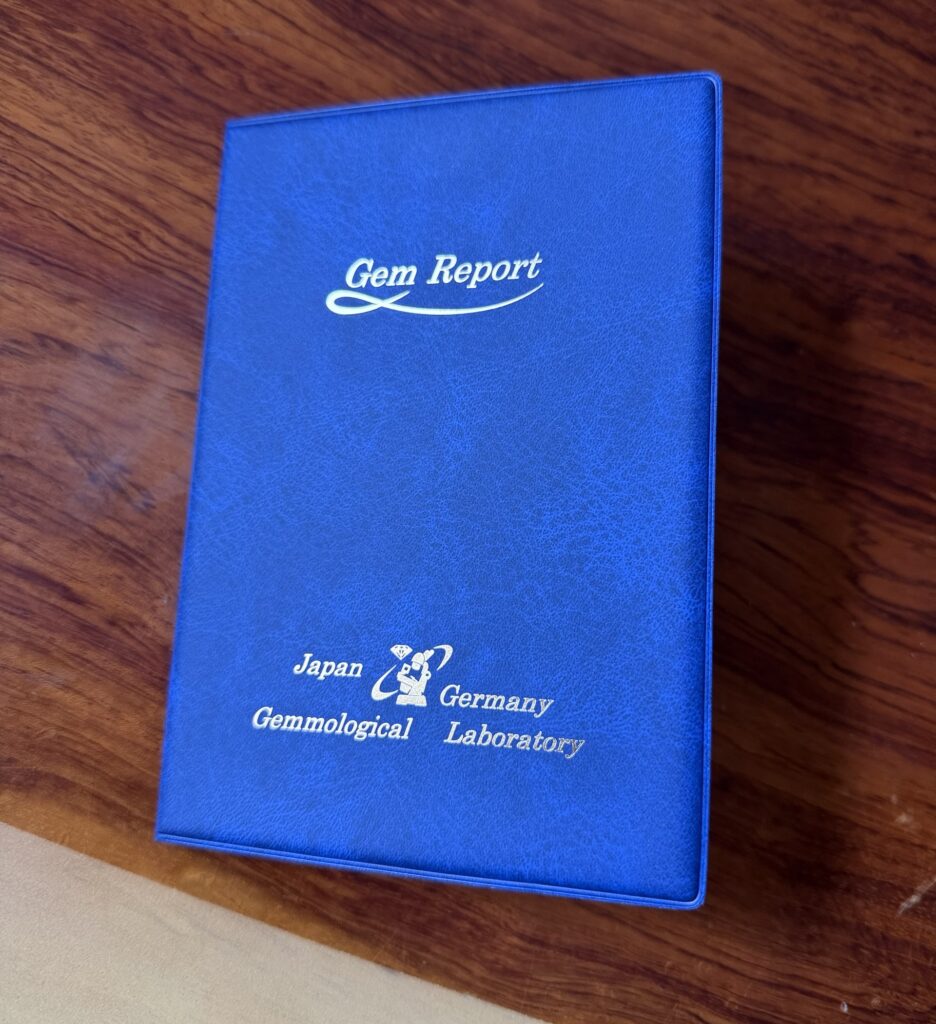 Gem Report
Japan Germany
Gemmological Laboratory